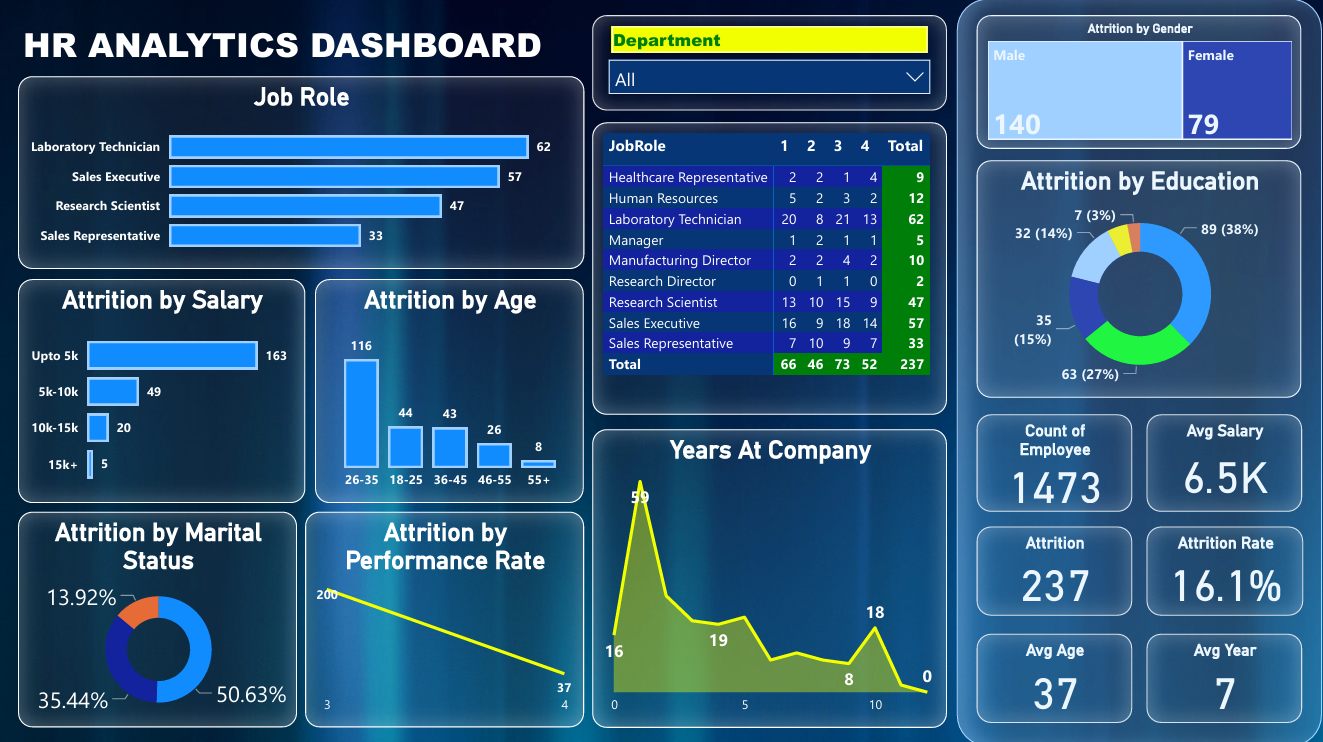 HR ANALYTICS DASHBOARD
Job Role
Laboratory Technician 62
Sales Executive 57
Research Scientist 47
Sales Representative 33
Attrition by Salary
Upto 5k 163
5k-10k 49
10k-15k 20
15k+ 5
Attrition by Age
116
44
43
26
8
26-35 18-25 36-45 46-55 55+
Attrition by Marital
Status
13.92%
35.44%
50.63%
Attrition by
Performance Rate
200
37
3 4
Department
All
JobRole 1 2 3 4 Total
Healthcare Representative 2 2 1 4 9
Human Resources 5 2 3 2 12
Laboratory Technician 20 8 21 13 62
Manager 1 2 1 1 5
Manufacturing Director 2 2 4 2 10
Research Director 0 1 1 0 2
Research Scientist 13 10 15 9 47
Sales Executive 16 9 18 14 57
Sales Representative 7 10 9 7 33
Total 66 46 73 52 237
Years At Company
59
16
19
8
18
0
0 5 10
Attrition by Gender
Male
140
Female
79
Attrition by Education
7 (3%)
32 (14%)
89 (38%)
35
(15%)
63 (27%)
Count of
Employee
1473
Avg Salary
6.5K
Attrition
237
Attrition Rate
16.1%
Avg Age
37
Avg Year
7